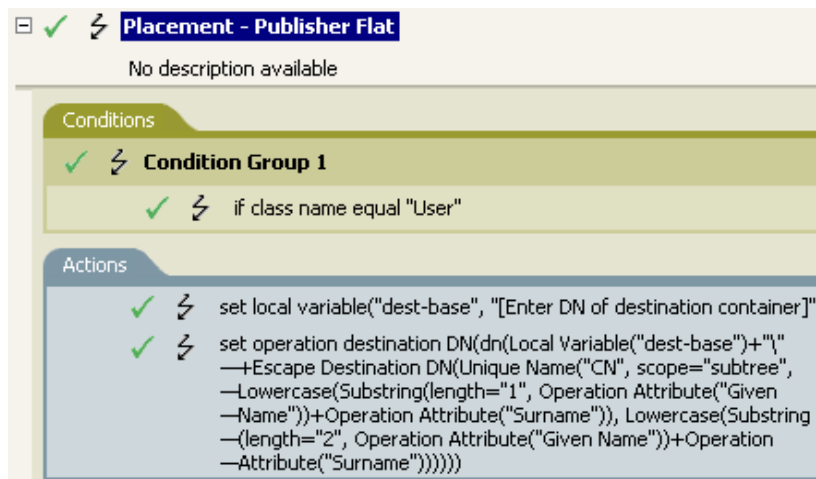 Placement - Publisher Flat
No description available
Conditions
Condition Group 1
if class name equal "User"
Actions
set local variable("dest-base", "[Enter DN of destination container]"
set operation destination DN(dn(Local Variable("dest-base")+"\"
—+Escape Destination DN(Unique Name("CN", scope="subtree",
—Lowercase(Substring(length="1", Operation Attribute("Given
—Name"))+Operation Attribute("Surname")), Lowercase(Substring
—(length="2", Operation Attribute("Given Name"))+Operation
—Attribute("Surname"))))))